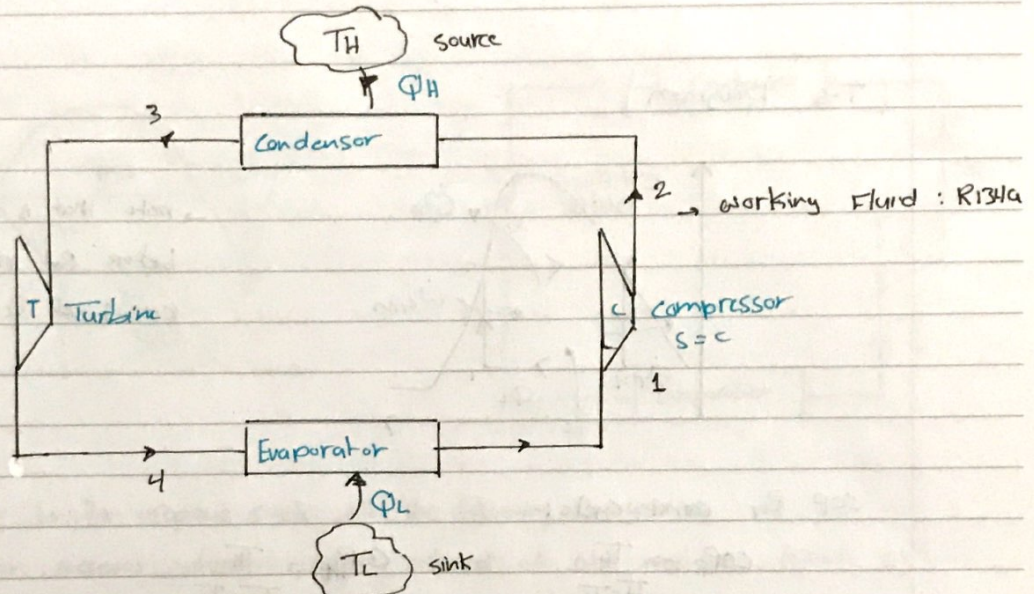 TH source
QH
3
Condensor
2
→ working Fluid : R134a
T Turbine
C compressor
S = C
1
Evaporator
4
QL
TL sink